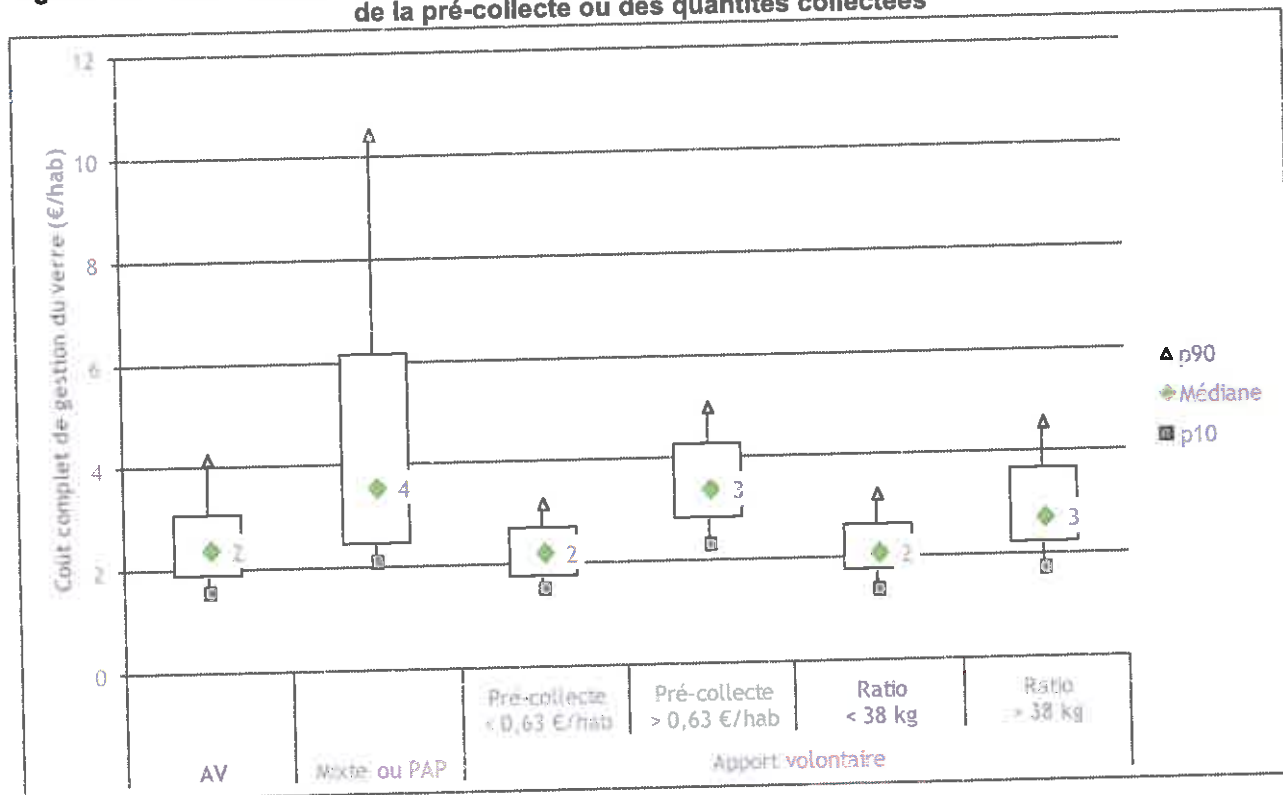 de la pré-collecte ou des quantités collectées
Coût complet de gestion du verre (€/hab)
12
10
8
6
4
2
0
2
4
2
3
2
3
p90
Médiane
p10
AV
Mixte ou PAP
Pré-collecte
< 0,63 €/hab
Pré-collecte
> 0,63 €/hab
Ratio
< 38 kg
Ratio
> 38 kg
Apport volontaire